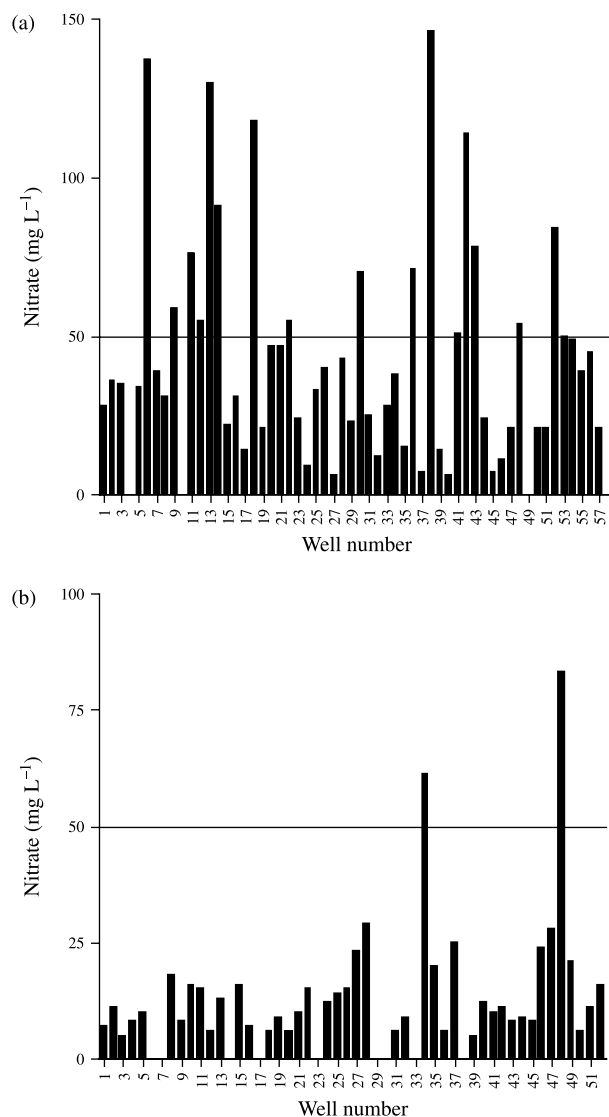 (a)
150
100
50
0
Nitrate (mg L⁻¹)
1 3 5 7 9 11 13 15 17 19 21 23 25 27 29 31 33 35 37 39 41 43 45 47 49 51 53 55 57
Well number
(b)
100
75
50
25
0
Nitrate (mg L⁻¹)
1 3 5 7 9 11 13 15 17 19 21 23 25 27 29 31 33 35 37 39 41 43 45 47 49 51
Well number